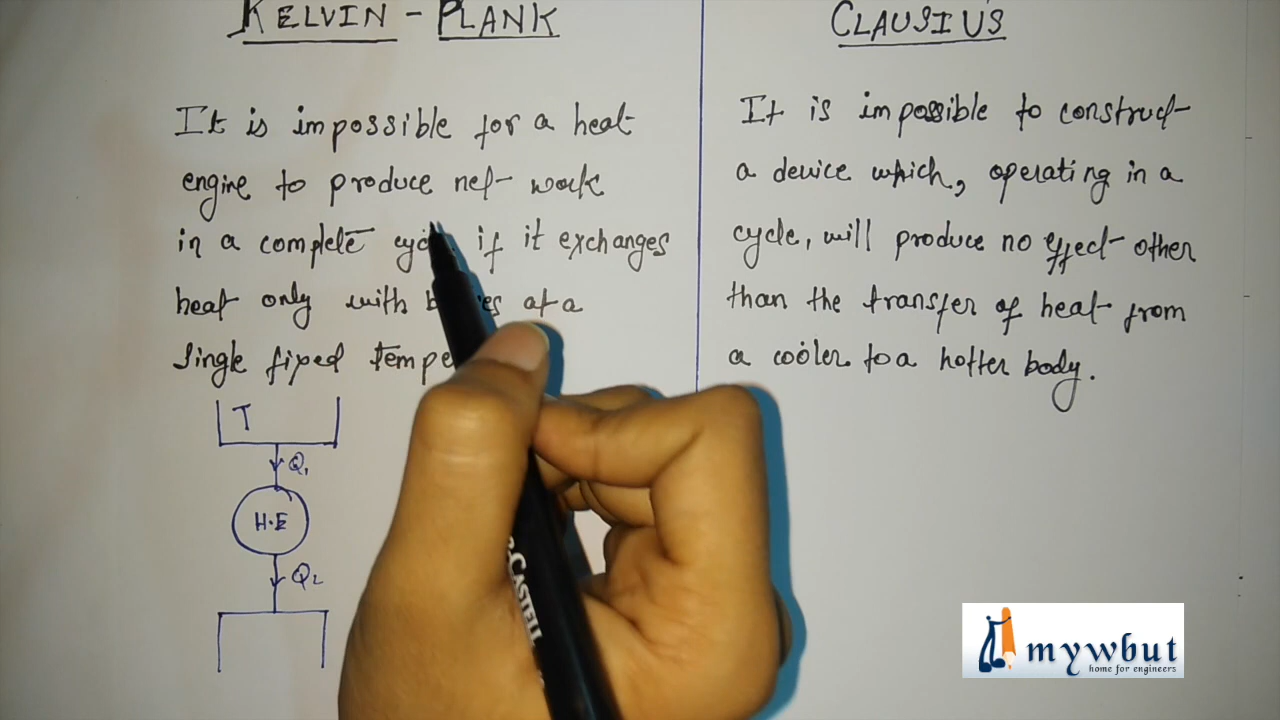 KELVIN - PLANK
It is impossible for a heat
engine to produce net work
in a complete if it exchanges
heat only with at a
single fixed
T
Q1
H.E
Q2
CLAUSIUS
It is impossible to construct
a device which, operating in a
cycle, will produce no effect other
than the transfer of heat from
a cooler to a hotter body.
CASTELL
mywbut
home for engineers